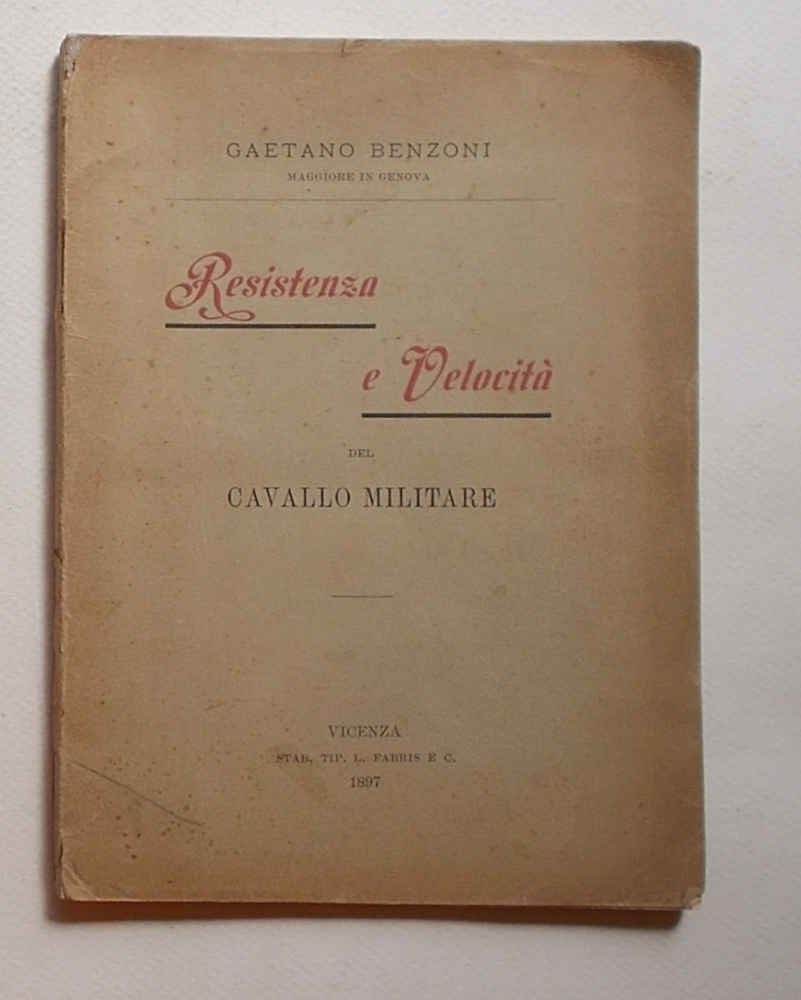 GAETANO BENZONI
MAGGIORE IN GENOVA
Resistenza
e Velocità
DEL
CAVALLO MILITARE
VICENZA
STAB. TIP. L. FABRIS E C.
1897